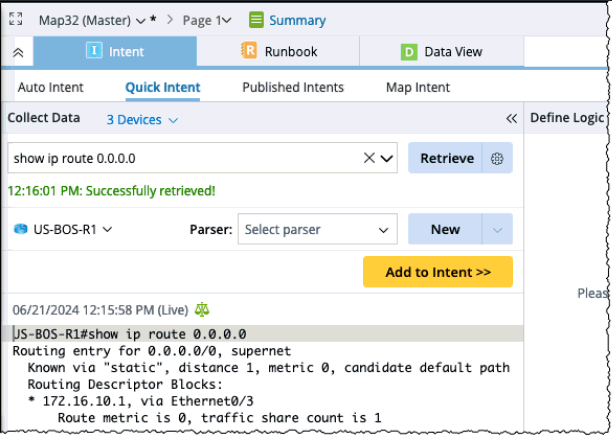 Map32 (Master) * > Page 1 Summary
I Intent R Runbook D Data View
Auto Intent Quick Intent Published Intents Map Intent
Collect Data 3 Devices Define Logic
show ip route 0.0.0.0 Retrieve
12:16:01 PM: Successfully retrieved!
US-BOS-R1 Parser: Select parser New
Add to Intent >>
Pleas
06/21/2024 12:15:58 PM (Live)
US-BOS-R1#show ip route 0.0.0.0
Routing entry for 0.0.0.0/0, supernet
Known via "static", distance 1, metric 0, candidate default path
Routing Descriptor Blocks:
* 172.16.10.1, via Ethernet0/3
Route metric is 0, traffic share count is 1